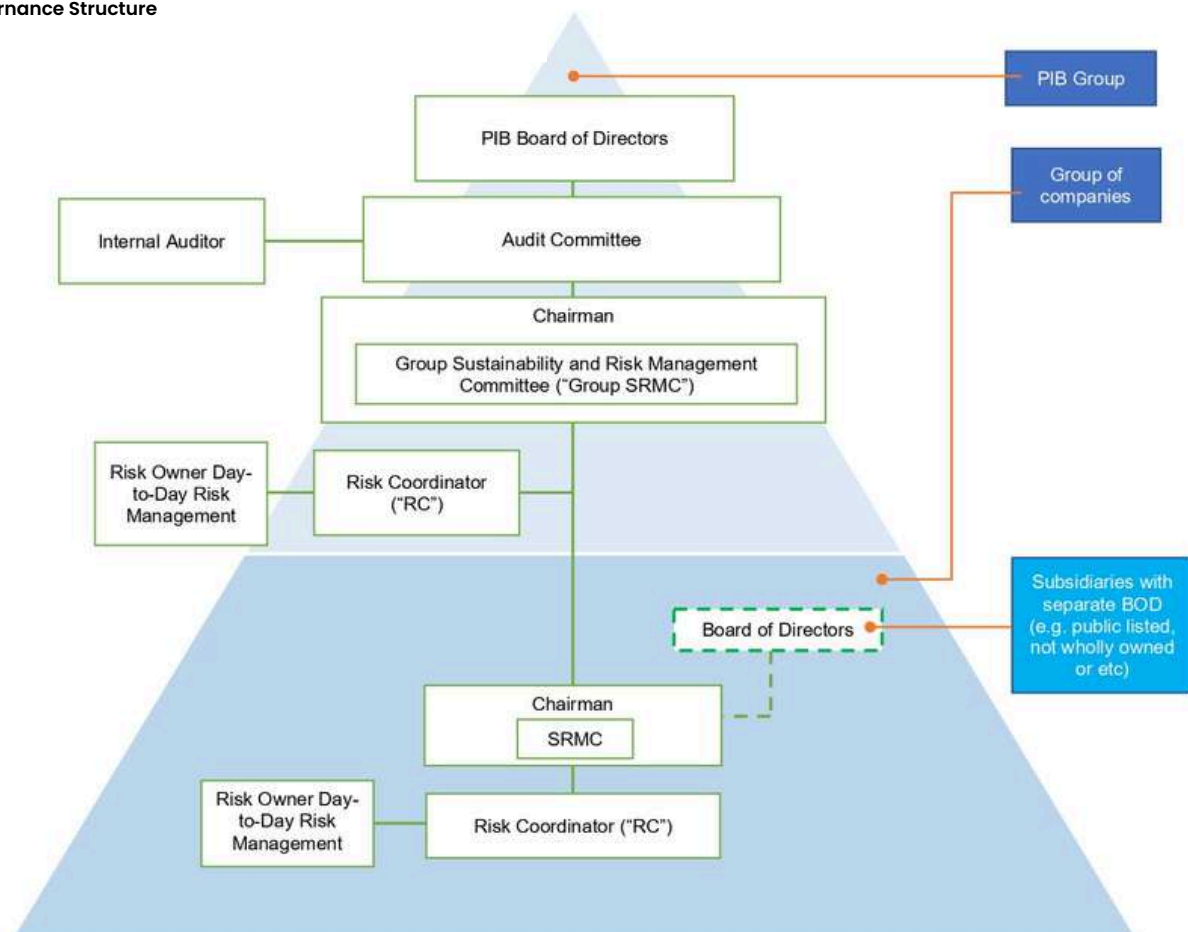 rnance Structure
PIB Group
PIB Board of Directors
Group of
companies
Internal Auditor
Audit Committee
Chairman
Group Sustainability and Risk Management
Committee (“Group SRMC”)
Risk Owner Day-
to-Day Risk
Management
Risk Coordinator
(“RC”)
Subsidiaries with
separate BOD
(e.g. public listed,
not wholly owned
or etc)
Board of Directors
Chairman
SRMC
Risk Owner Day-
to-Day Risk
Management
Risk Coordinator (“RC”)